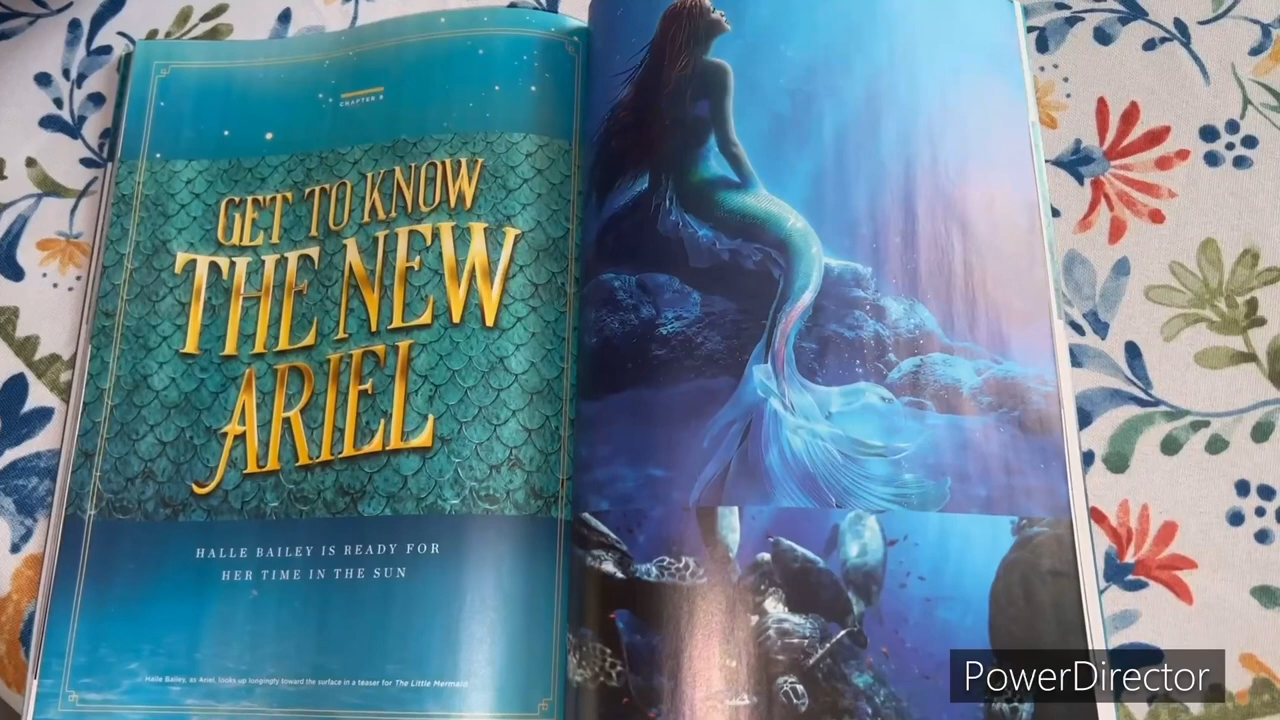 CHAPTER 5
GET TO KNOW
THE NEW
ARIEL
HALLE BAILEY IS READY FOR
HER TIME IN THE SUN
Halle Bailey, as Ariel, looks up longingly toward the surface in a teaser for The Little Mermaid
PowerDirector